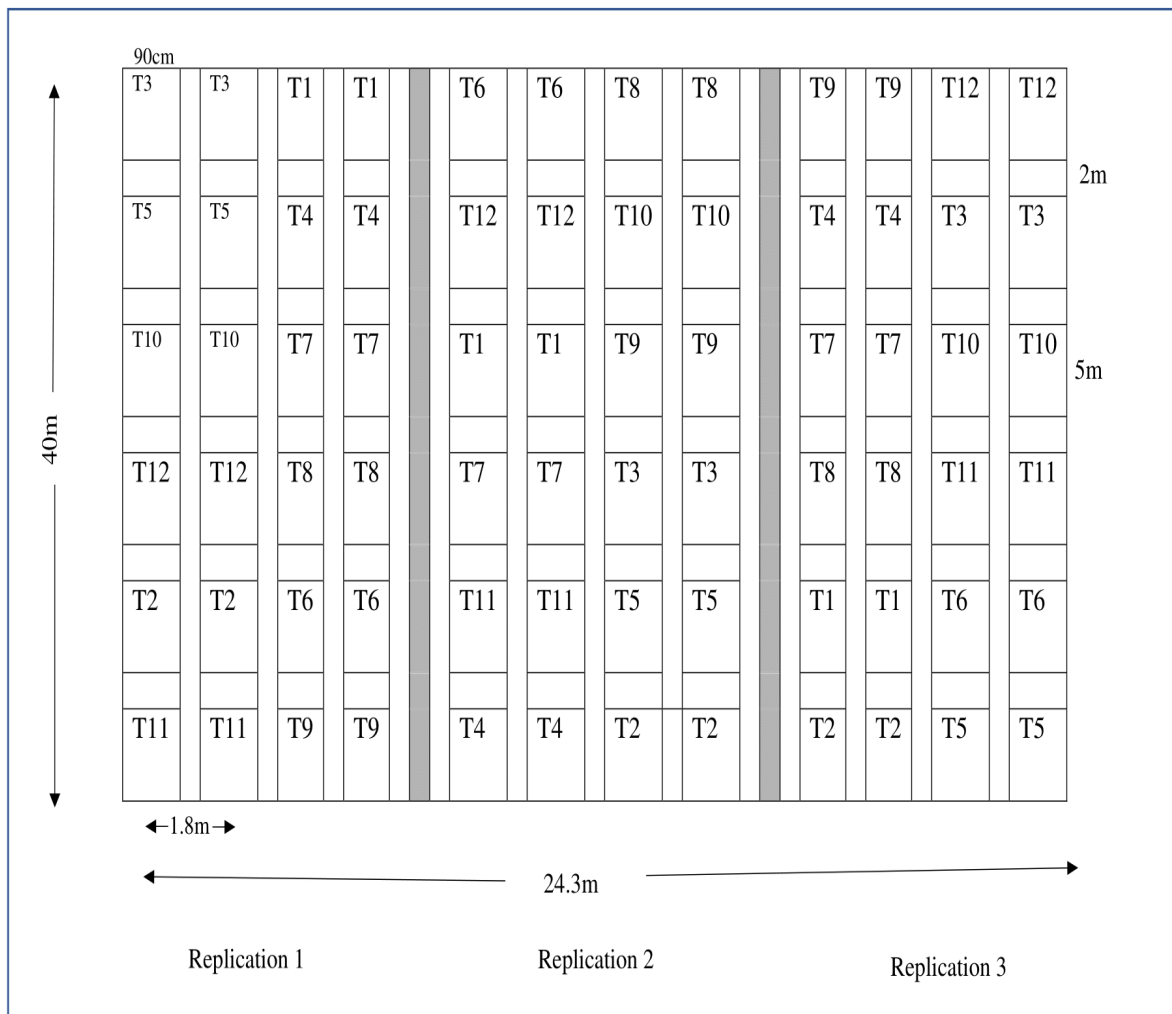 90cm
T3 T3 T1 T1 T6 T6 T8 T8 T9 T9 T12 T12
2m
T5 T5 T4 T4 T12 T12 T10 T10 T4 T4 T3 T3
T10 T10 T7 T7 T1 T1 T9 T9 T7 T7 T10 T10
5m
40m
T12 T12 T8 T8 T7 T7 T3 T3 T8 T8 T11 T11
T2 T2 T6 T6 T11 T11 T5 T5 T1 T1 T6 T6
T11 T11 T9 T9 T4 T4 T2 T2 T2 T2 T5 T5
1.8m
24.3m
Replication 1 Replication 2 Replication 3